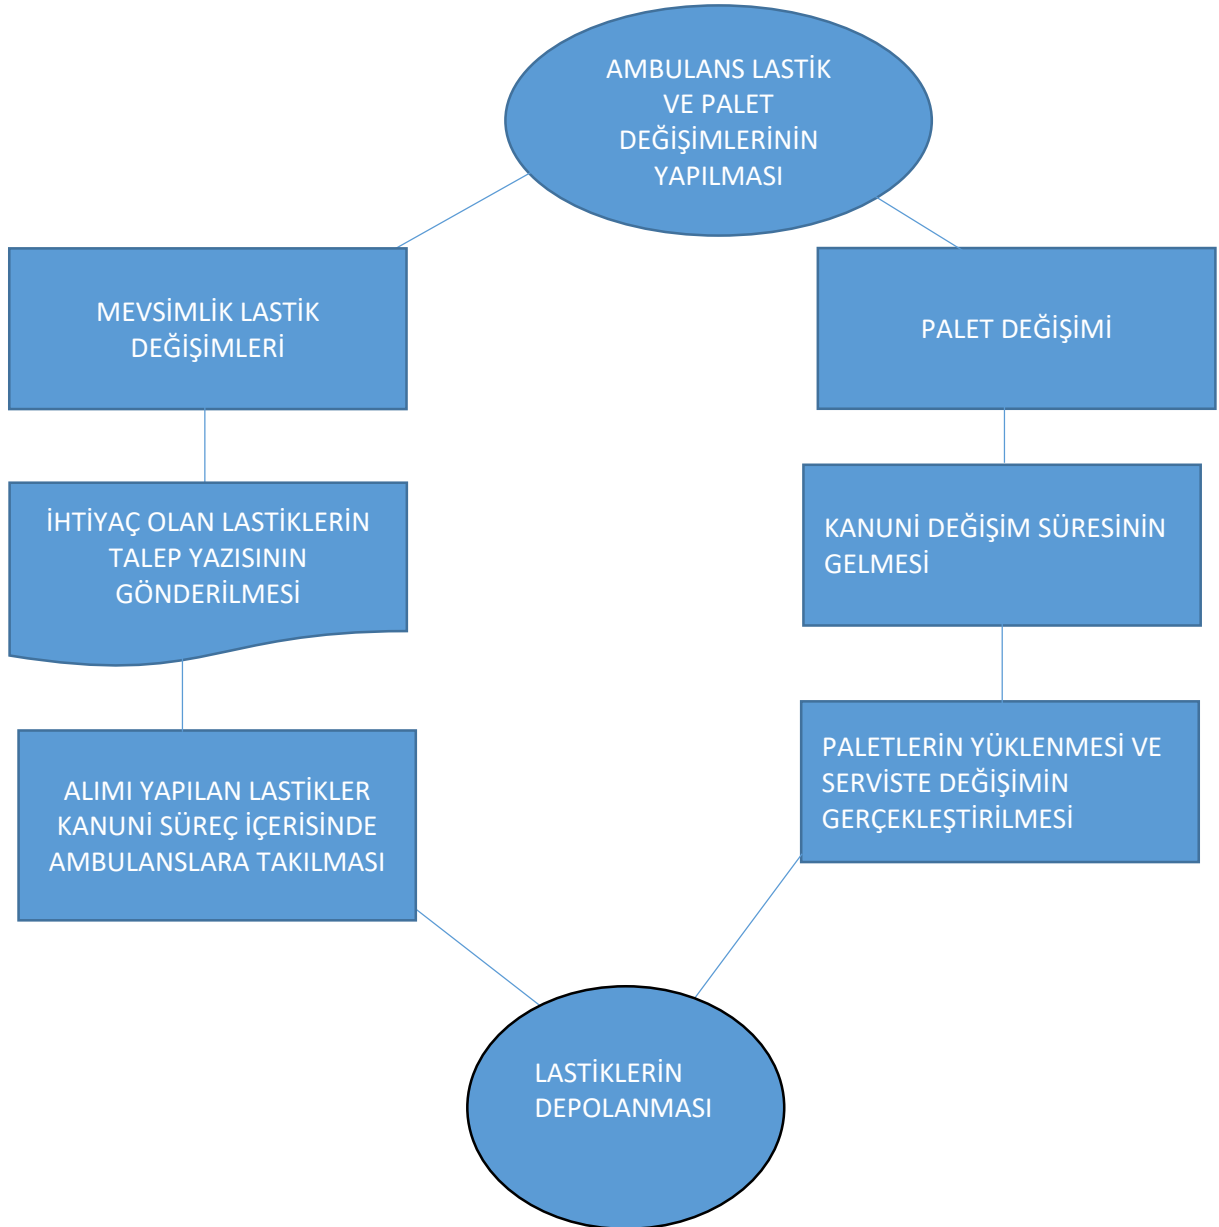 AMBULANS LASTİK
VE PALET
DEĞİŞİMLERİNİN
YAPILMASI
MEVSİMLİK LASTİK
DEĞİŞİMLERİ
PALET DEĞİŞİMİ
İHTİYAÇ OLAN LASTİKLERİN
TALEP YAZISININ
GÖNDERİLMESİ
KANUNİ DEĞİŞİM SÜRESİNİN
GELMESİ
ALIMI YAPILAN LASTİKLER
KANUNİ SÜREÇ İÇERİSİNDE
AMBULANSLARA TAKILMASI
PALETLERİN YÜKLENMESİ VE
SERVİSTE DEĞİŞİMİN
GERÇEKLEŞTİRİLMESİ
LASTİKLERİN
DEPOLANMASI